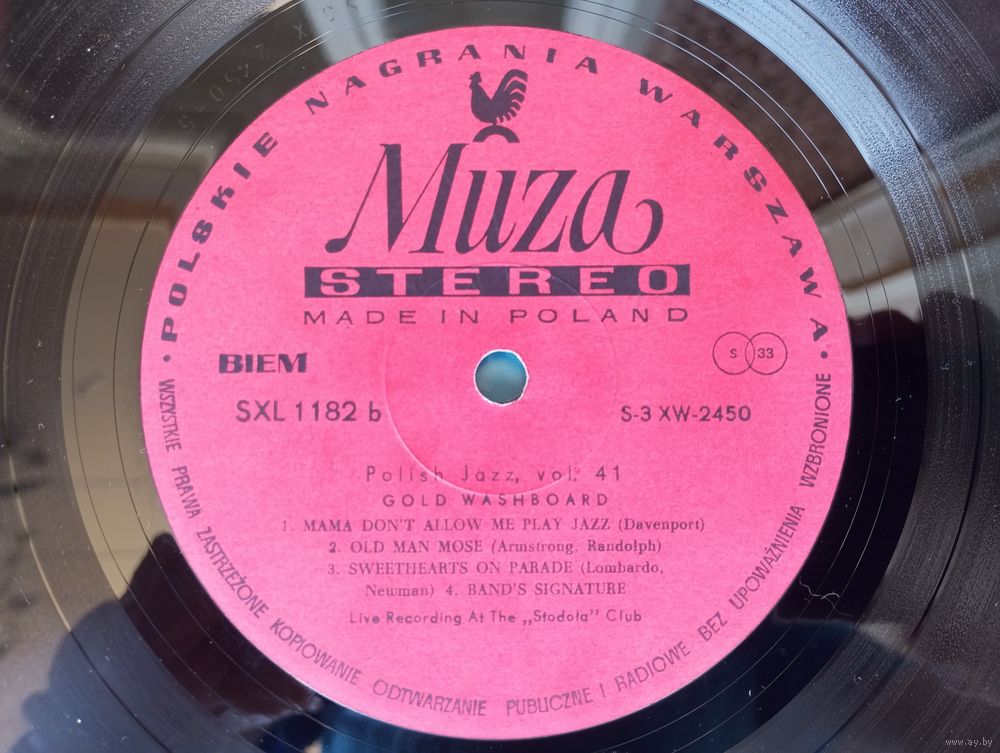 POLSKIE NAGRANIA WARSZAWA
Muza
STEREO
MADE IN POLAND
BIEM
S 33
SXL 1182 b
S-3 XW-2450
Polish Jazz, vol. 41
GOLD WASHBOARD
1. MAMA DON'T ALLOW ME PLAY JAZZ (Davenport)
2. OLD MAN MOSE (Armstrong, Randolph)
3. SWEETHEARTS ON PARADE (Lombardo,
Newman) 4. BAND'S SIGNATURE
Live Recording At The „Stodoła" Club
WSZYSTKIE PRAWA ZASTRZEŻONE KOPIOWANIE ODTWARZANIE PUBLICZNE I RADIOWE BEZ UPOWAŻNIENIA WZBRONIONE
www.ay.by